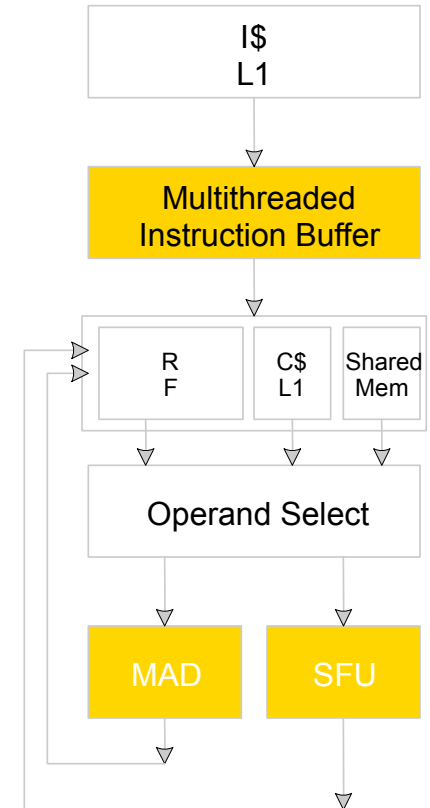 I$
L1
Multithreaded
Instruction Buffer
R
F
C$
L1
Shared
Mem
Operand Select
MAD
SFU